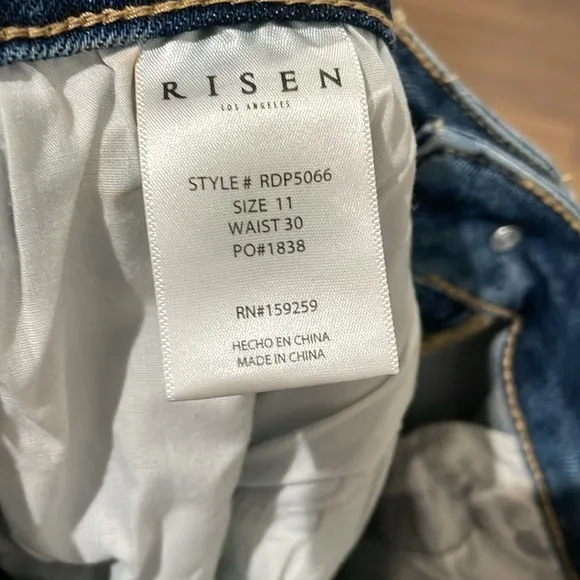 RISEN
LOS ANGELES
STYLE # RDP5066
SIZE 11
WAIST 30
PO#1838
RN#159259
HECHO EN CHINA
MADE IN CHINA